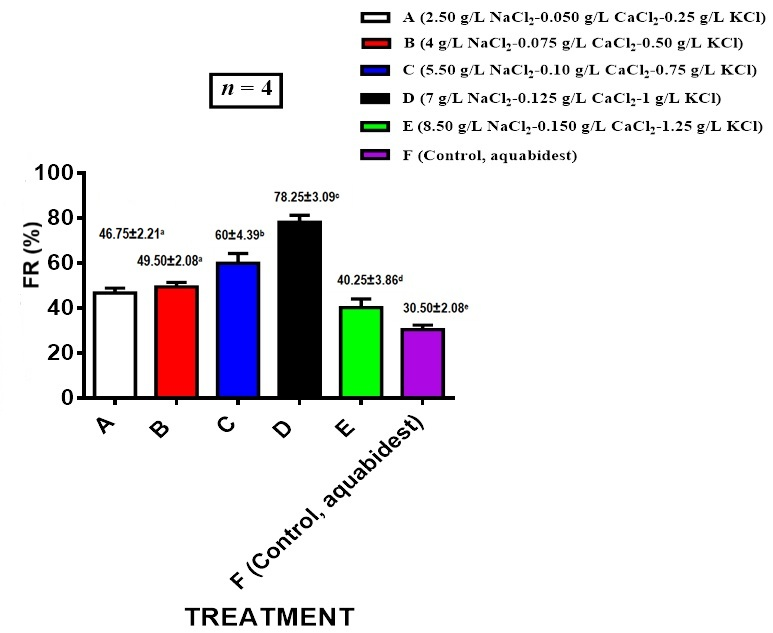 A (2.50 g/L NaCl₂-0.050 g/L CaCl₂-0.25 g/L KCl)
B (4 g/L NaCl₂-0.075 g/L CaCl₂-0.50 g/L KCl)
C (5.50 g/L NaCl₂-0.10 g/L CaCl₂-0.75 g/L KCl)
D (7 g/L NaCl₂-0.125 g/L CaCl₂-1 g/L KCl)
E (8.50 g/L NaCl₂-0.150 g/L CaCl₂-1.25 g/L KCl)
F (Control, aquabidest)
n = 4
FR (%)
100
80
60
40
20
0
46.75±2.21ᵃ
49.50±2.08ᵃ
60±4.39ᵇ
78.25±3.09ᶜ
40.25±3.86ᵈ
30.50±2.08ᵉ
A
B
C
D
E
F (Control, aquabidest)
TREATMENT